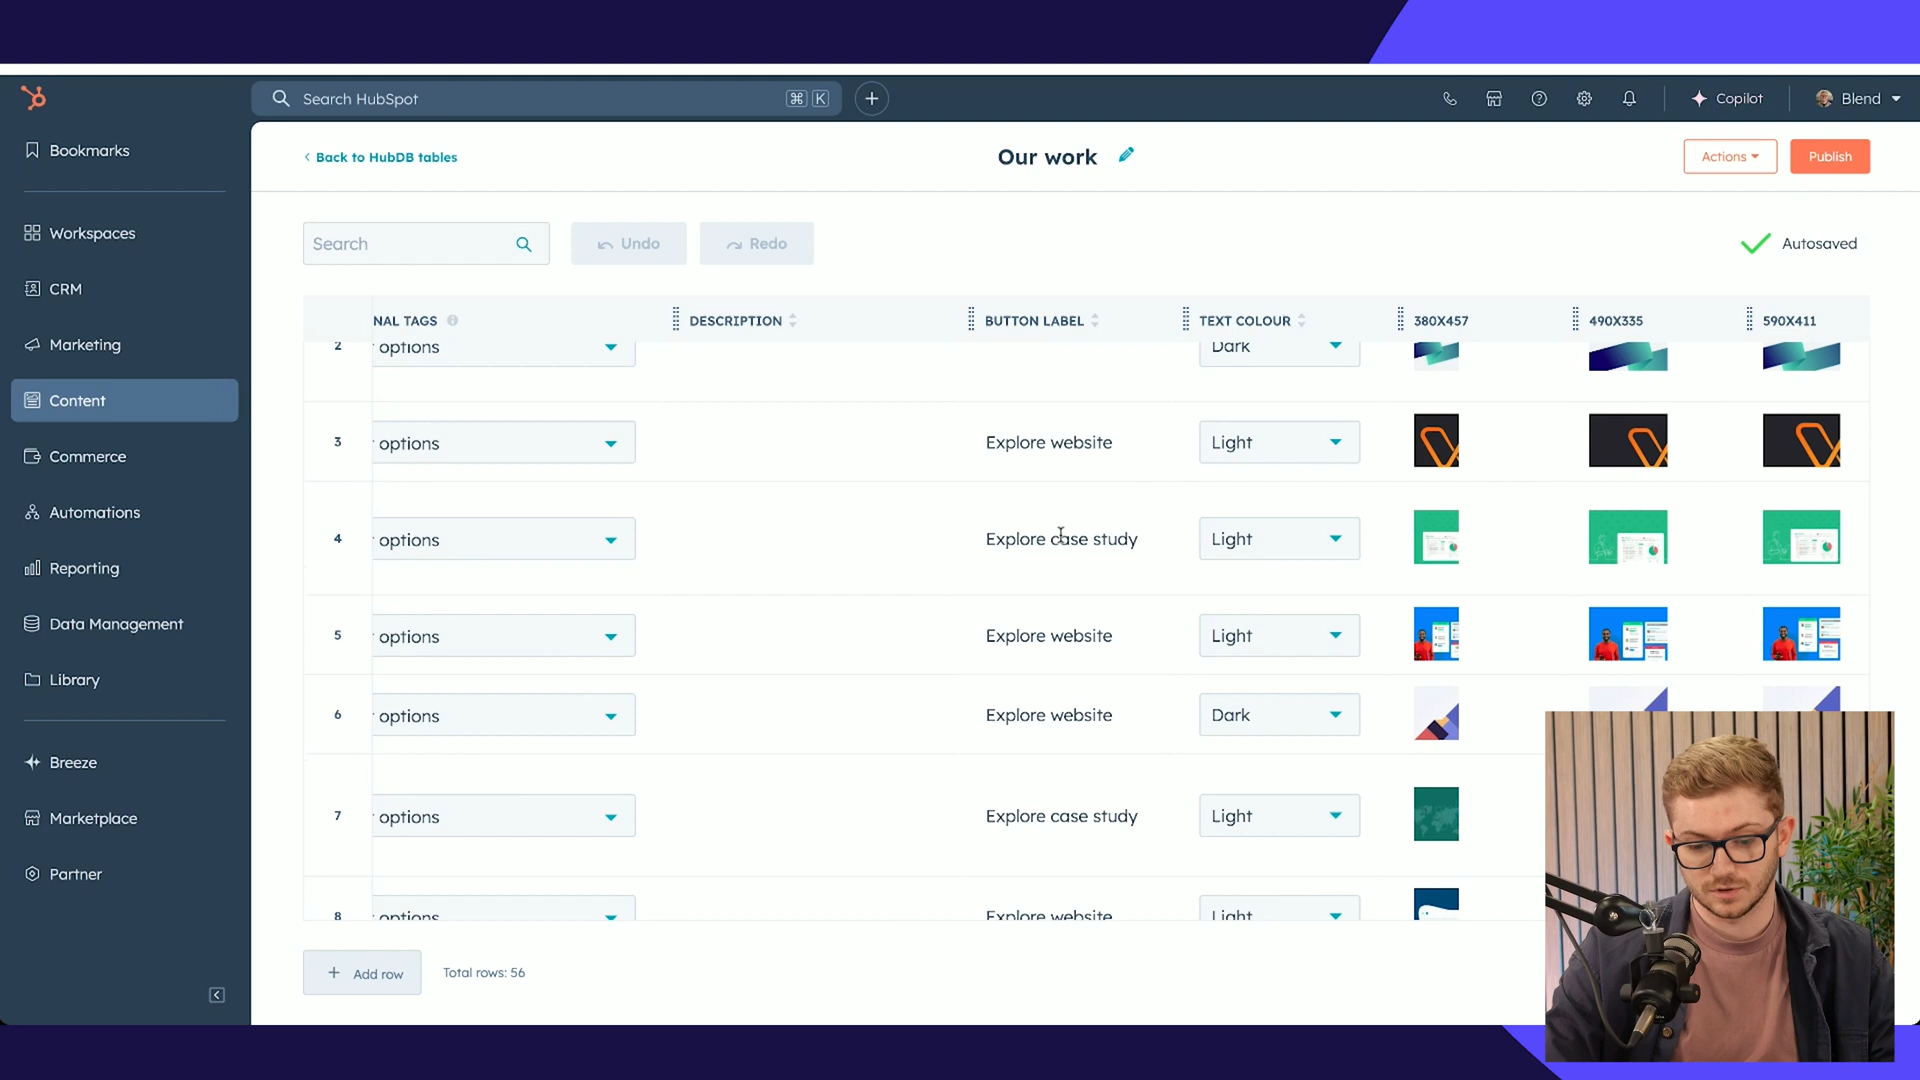 Search HubSpot
⌘ K
Copilot
Blend
Bookmarks
Workspaces
CRM
Marketing
Content
Commerce
Automations
Reporting
Data Management
Library
Breeze
Marketplace
Partner
Back to HubDB tables
Our work
Actions
Publish
Search
Undo
Redo
Autosaved
NAL TAGS DESCRIPTION BUTTON LABEL TEXT COLOUR 380X457 490X335 590X411
2 options Dark
3 options Explore website Light
4 options Explore case study Light
5 options Explore website Light
6 options Explore website Dark
7 options Explore case study Light
8 options Explore website Light
Add row
Total rows: 56